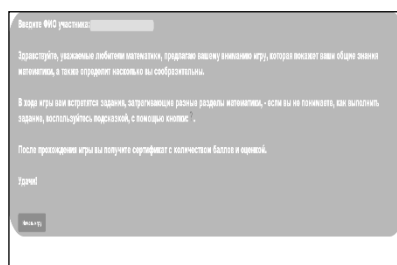 Введите ФИО участника:
Здравствуйте, уважаемые любители математики, предлагаю вашему вниманию игру, которая покажет ваши общие знания
математики, а также определит насколько вы сообразительны.
В ходе игры вам встретятся задания, затрагивающие разные разделы математики, - если вы не понимаете, как выполнить
задание, воспользуйтесь подсказкой, с помощью кнопки: ?.
После прохождения игры вы получите сертификат с количеством баллов и оценкой.
Удачи!